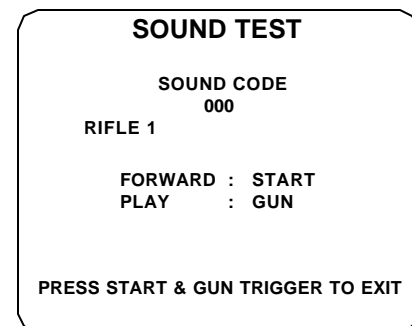 SOUND TEST
SOUND CODE
000
RIFLE 1
FORWARD : START
PLAY : GUN
PRESS START & GUN TRIGGER TO EXIT